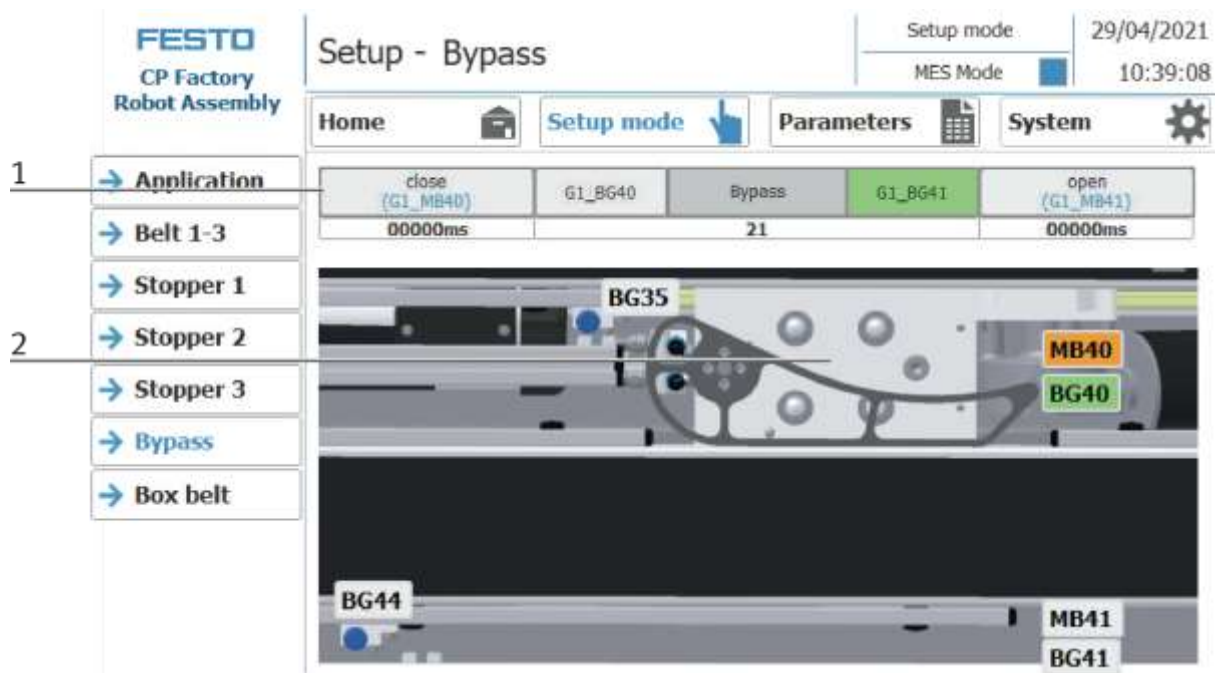 FESTO
CP Factory
Robot Assembly
Setup - Bypass
Setup mode
MES Mode
29/04/2021
10:39:08
Home
Setup mode
Parameters
System
1
Application
Belt 1-3
Stopper 1
Stopper 2
2
Stopper 3
Bypass
Box belt
close
(G1_MB40)
G1_BG40
Bypass
G1_BG41
open
(G1_MB41)
00000ms
21
00000ms
BG35
MB40
BG40
BG44
MB41
BG41